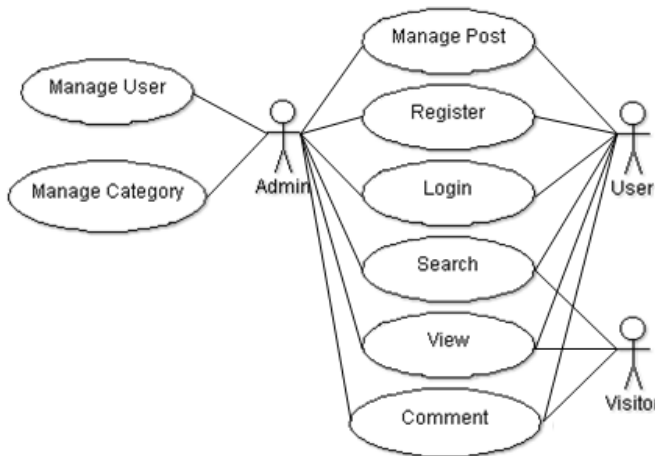 Manage Post
Manage User
Register
Admin
User
Manage Category
Login
Search
View
Visitor
Comment